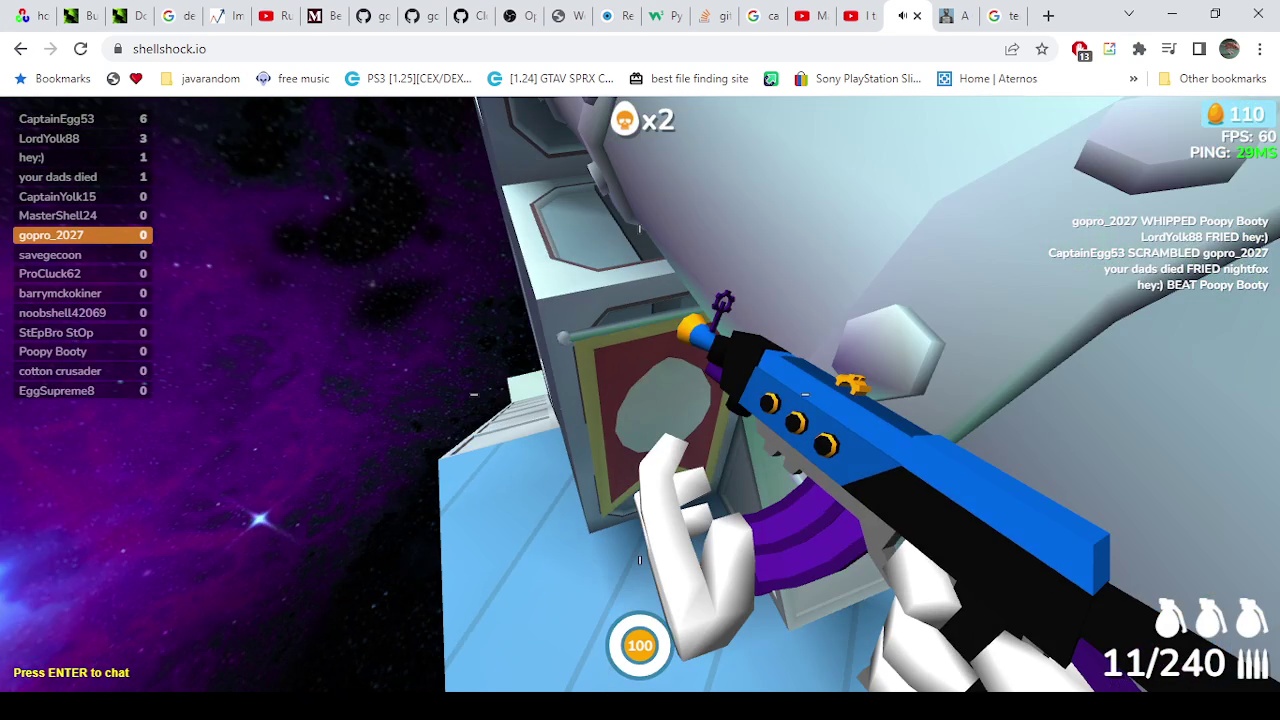 hc
Bu
Dc
de
Im
Ru
Be
gc
gc
Cli
Op
W
Re
Py
git
ca
M
I t
A
te
shellshock.io
13
Bookmarks
javarandom
free music
PS3 [1.25][CEX/DEX...
[1.24] GTAV SPRX C...
best file finding site
Sony PlayStation Sli...
Home | Aternos
»
Other bookmarks
CaptainEgg53 6
LordYolk88 3
hey:) 1
your dads died 1
CaptainYolk15 0
MasterShell24 0
gopro_2027 0
savegecoon 0
ProCluck62 0
barrymckokiner 0
noobshell42069 0
StEpBro StOp 0
Poopy Booty 0
cotton crusader 0
EggSupreme8 0
x2
110
FPS: 60
PING: 29MS
gopro_2027 WHIPPED Poopy Booty
LordYolk88 FRIED hey:)
CaptainEgg53 SCRAMBLED gopro_2027
your dads died FRIED nightfox
hey:) BEAT Poopy Booty
100
Press ENTER to chat
11/240